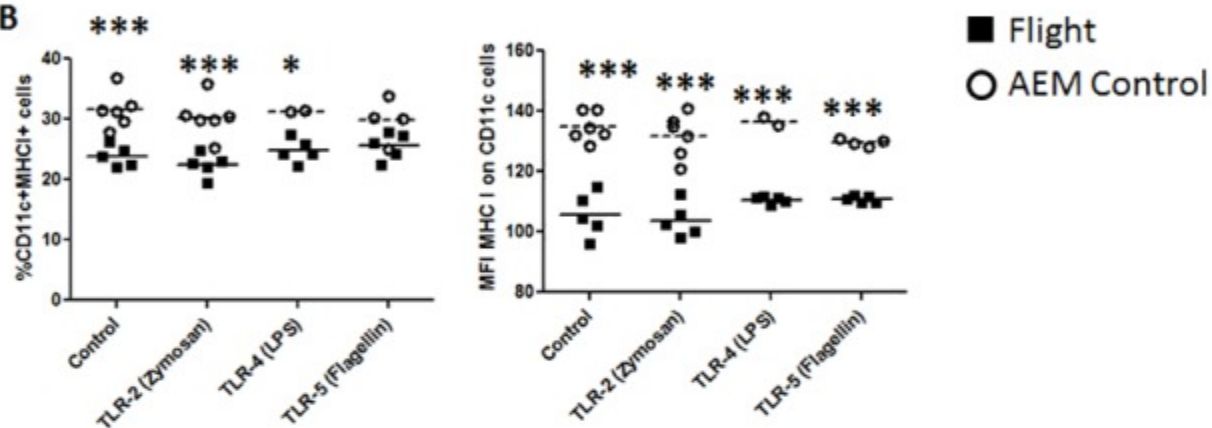 B
***
***
*
%CD11c+MHCI+ cells
40
30
20
10
0
Control
TLR-2 (Zymosan)
TLR-4 (LPS)
TLR-5 (Flagellin)
***
***
***
***
MFI MHC I on CD11c cells
160
140
120
100
80
Control
TLR-2 (Zymosan)
TLR-4 (LPS)
TLR-5 (Flagellin)
Flight
AEM Control